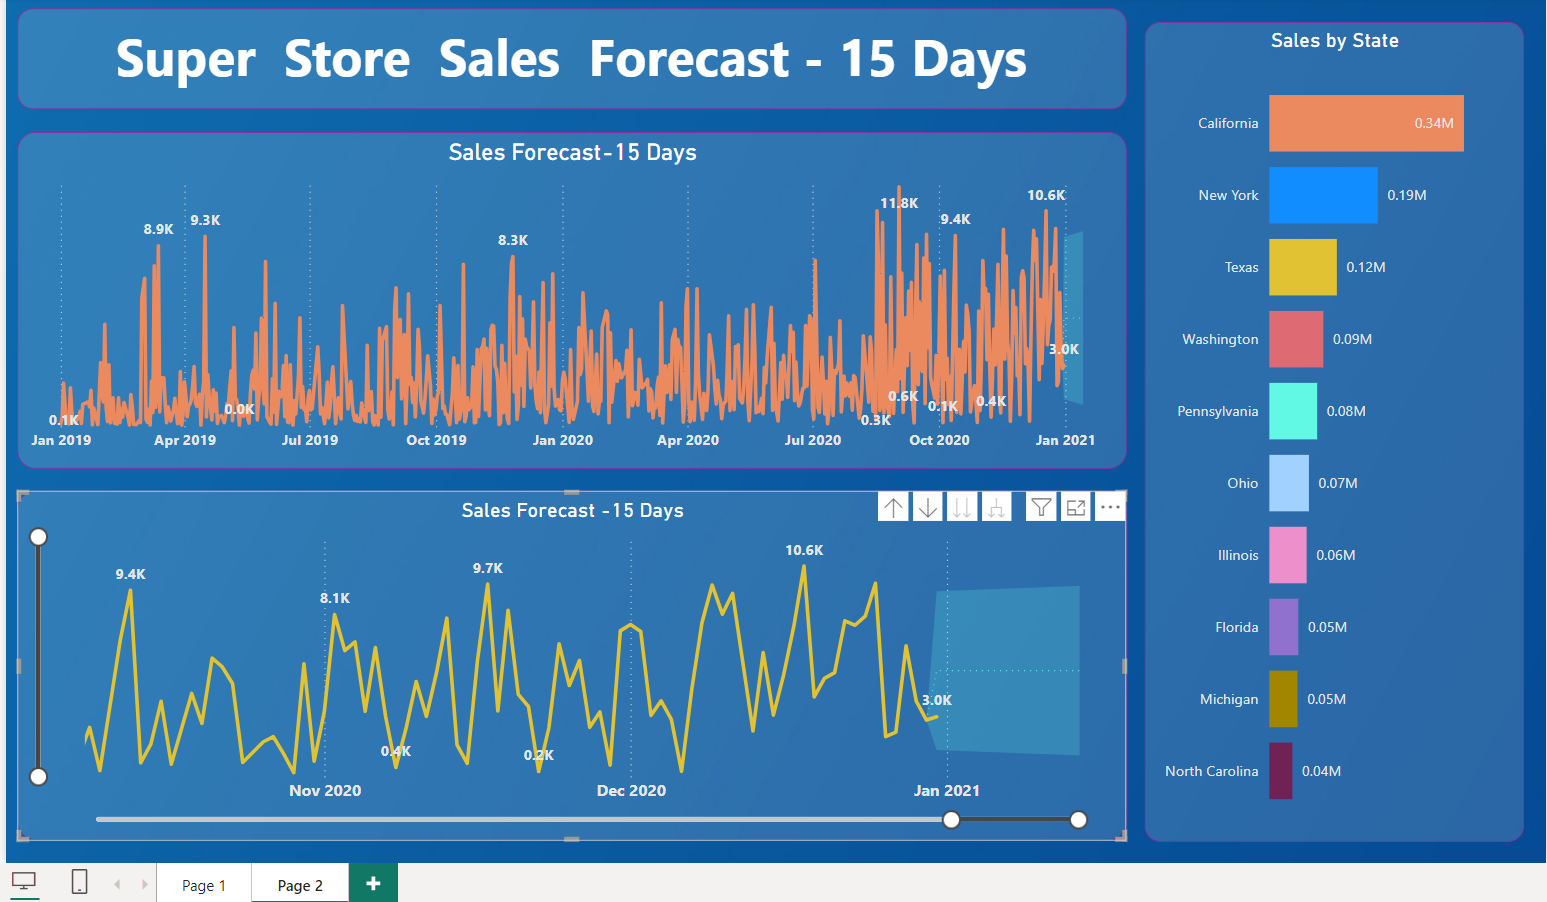 Super Store Sales Forecast - 15 Days
Sales Forecast-15 Days
8.9K
9.3K
8.3K
11.8K
9.4K
10.6K
3.0K
0.1K
0.0K
0.3K
0.6K
0.1K
0.4K
Jan 2019
Apr 2019
Jul 2019
Oct 2019
Jan 2020
Apr 2020
Jul 2020
Oct 2020
Jan 2021
Sales Forecast -15 Days
9.4K
8.1K
9.7K
10.6K
3.0K
0.4K
0.2K
Nov 2020
Dec 2020
Jan 2021
Sales by State
California 0.34M
New York 0.19M
Texas 0.12M
Washington 0.09M
Pennsylvania 0.08M
Ohio 0.07M
Illinois 0.06M
Florida 0.05M
Michigan 0.05M
North Carolina 0.04M
Page 1
Page 2